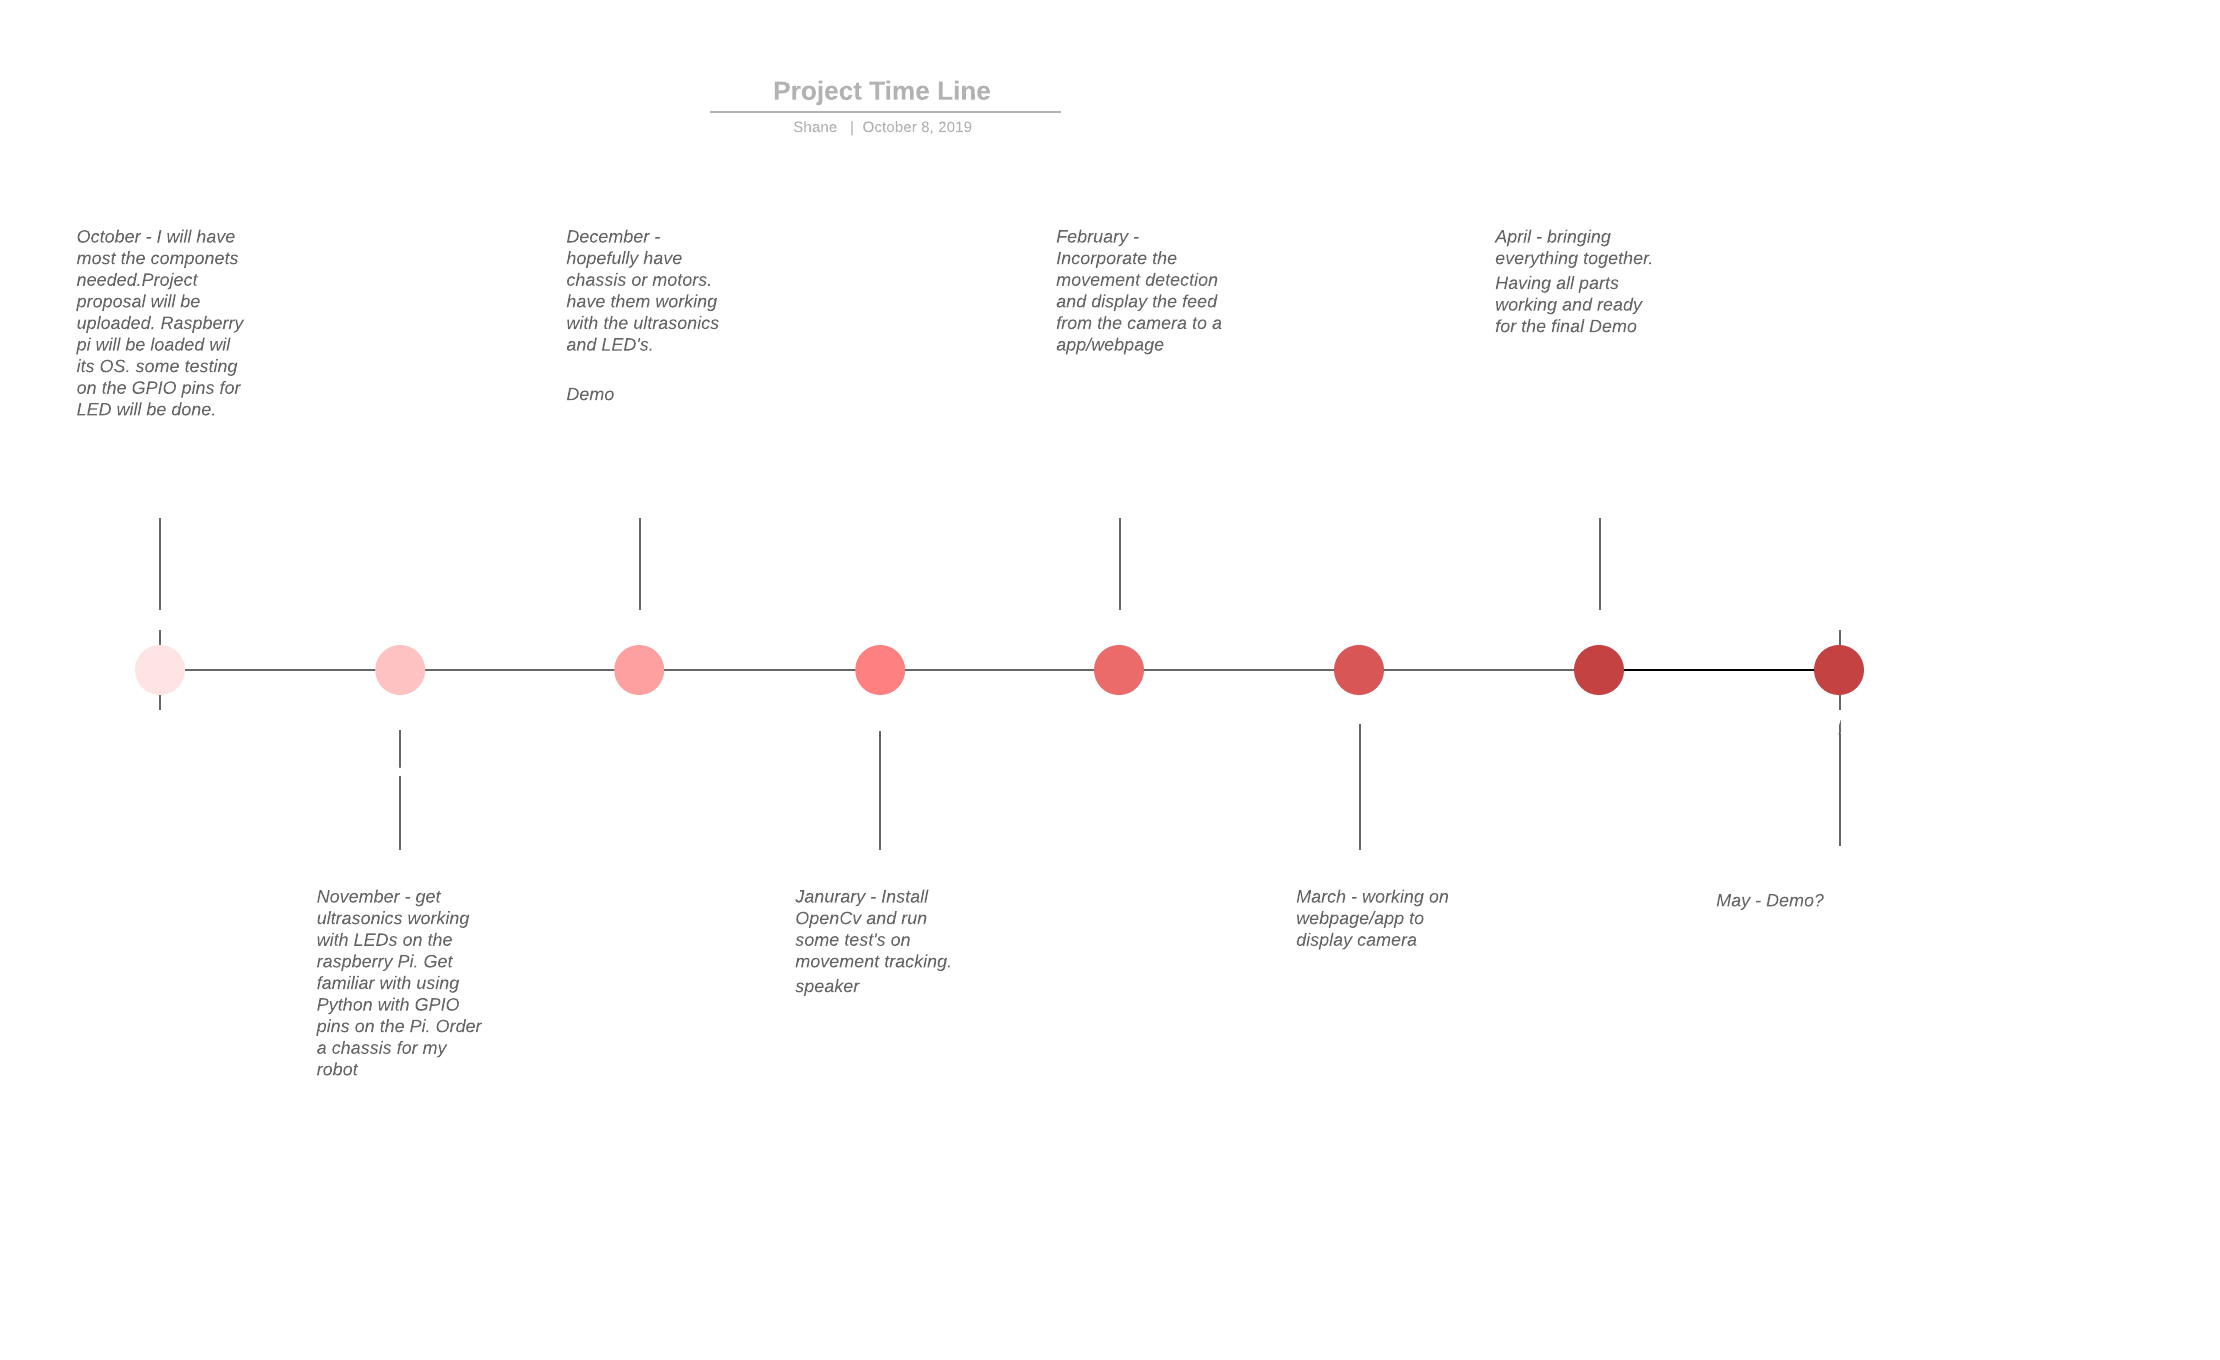 Project Time Line
Shane | October 8, 2019
October - I will have
most the componets
needed.Project
proposal will be
uploaded. Raspberry
pi will be loaded wil
its OS. some testing
on the GPIO pins for
LED will be done.
December -
hopefully have
chassis or motors.
have them working
with the ultrasonics
and LED's.
Demo
February -
Incorporate the
movement detection
and display the feed
from the camera to a
app/webpage
April - bringing
everything together.
Having all parts
working and ready
for the final Demo
November - get
ultrasonics working
with LEDs on the
raspberry Pi. Get
familiar with using
Python with GPIO
pins on the Pi. Order
a chassis for my
robot
Janurary - Install
OpenCv and run
some test's on
movement tracking.
speaker
March - working on
webpage/app to
display camera
May - Demo?